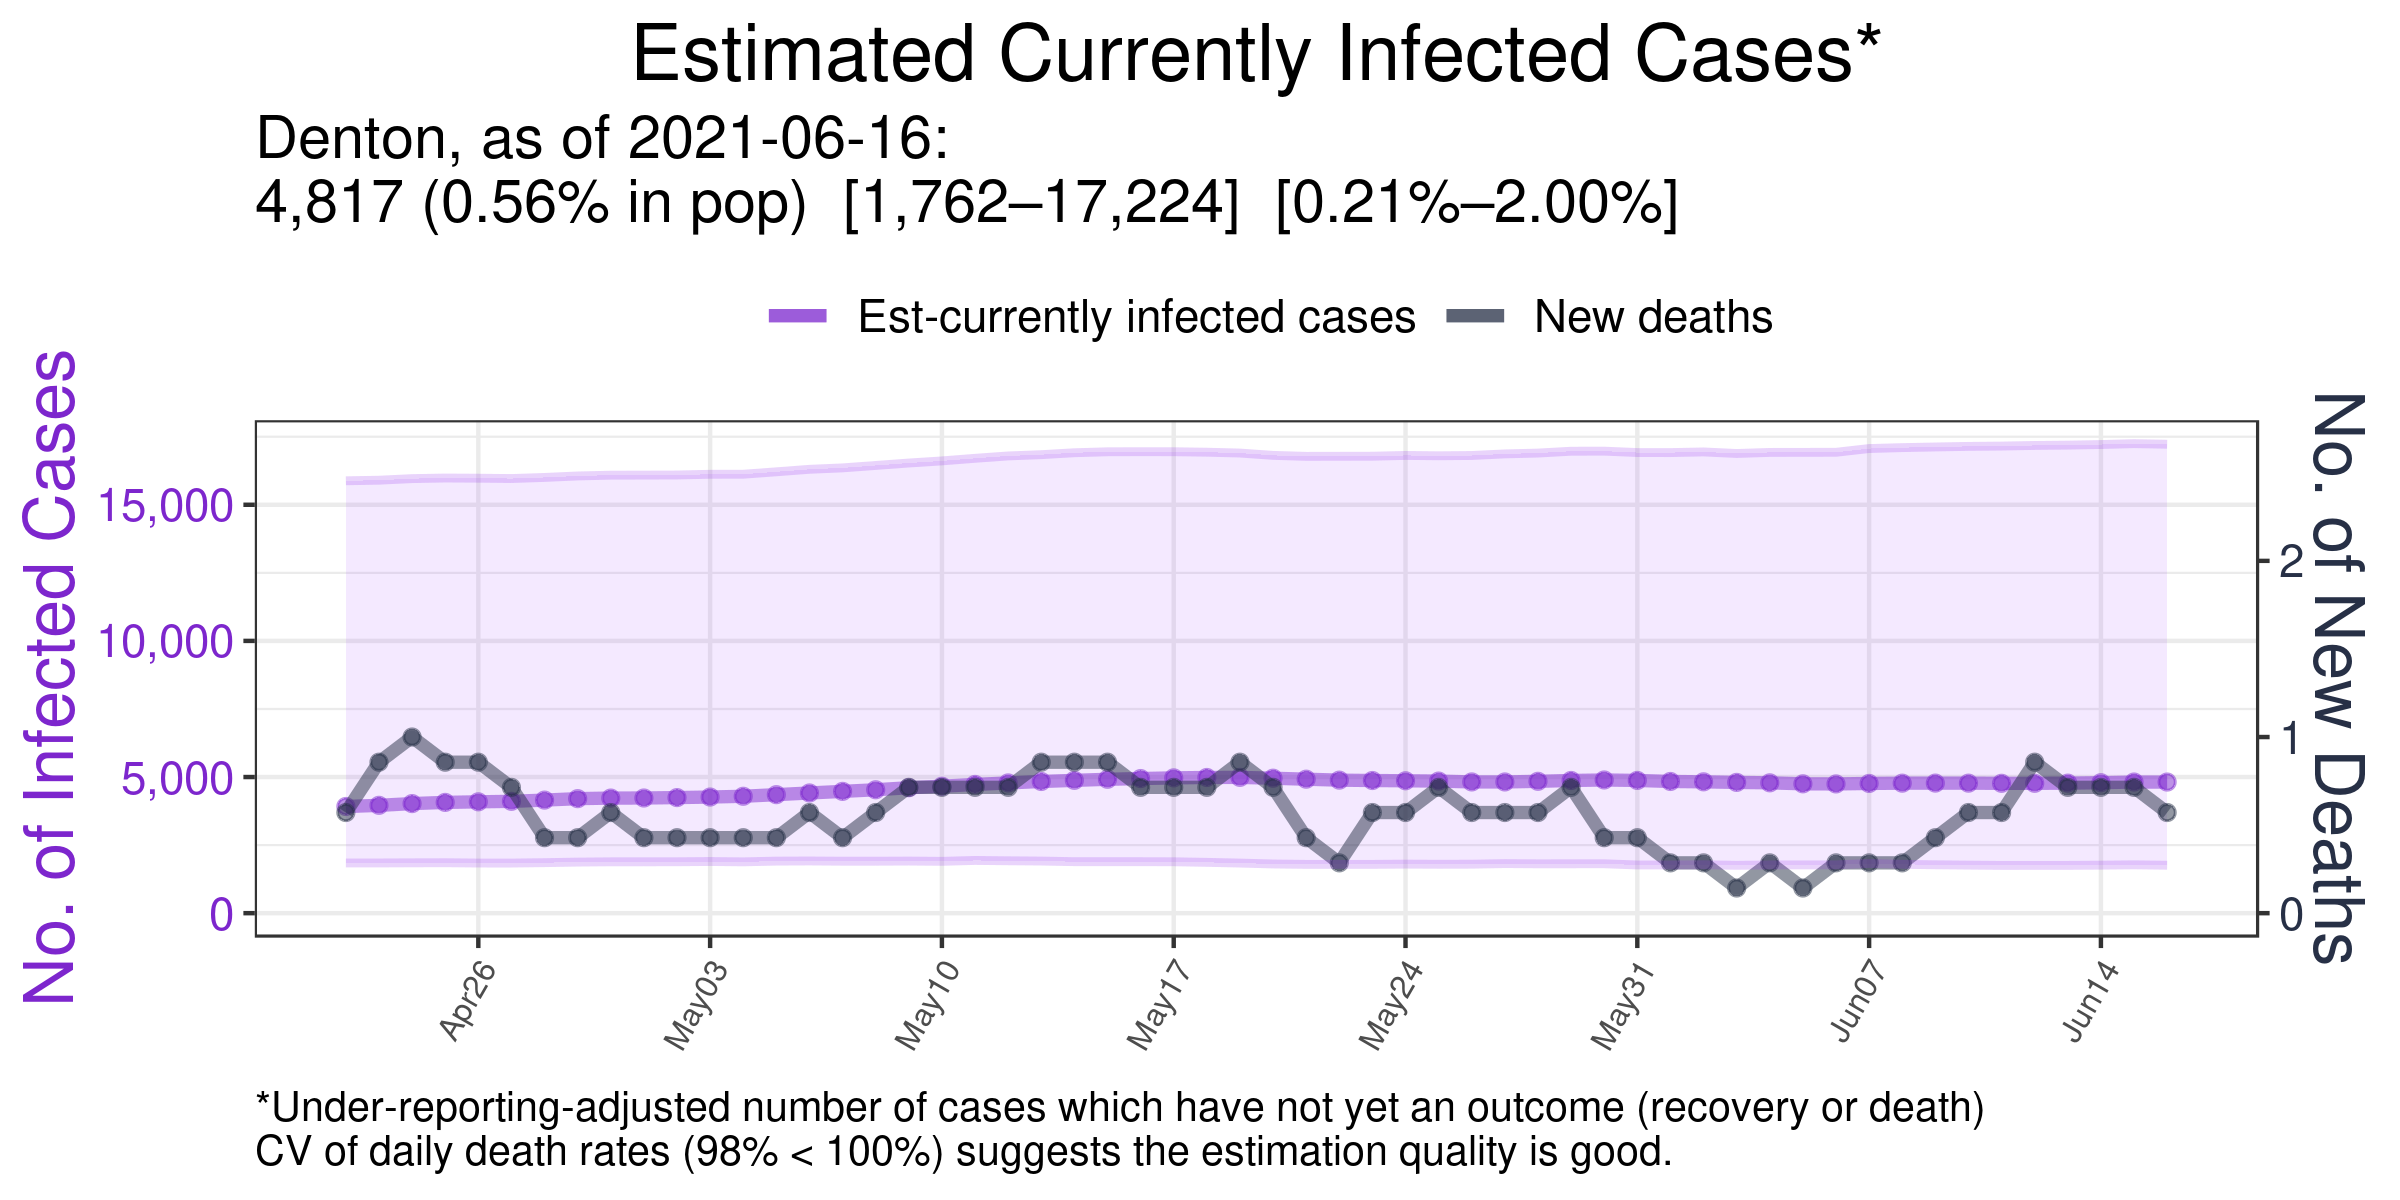 Estimated Currently Infected Cases*
Denton, as of 2021-06-16:
4,817 (0.56% in pop)  [1,762–17,224]  [0.21%–2.00%]
Est-currently infected cases
New deaths
No. of Infected Cases
15,000
10,000
5,000
0
No. of New Deaths
2
1
0
Apr26
May03
May10
May17
May24
May31
Jun07
Jun14
*Under-reporting-adjusted number of cases which have not yet an outcome (recovery or death)
CV of daily death rates (98% < 100%) suggests the estimation quality is good.